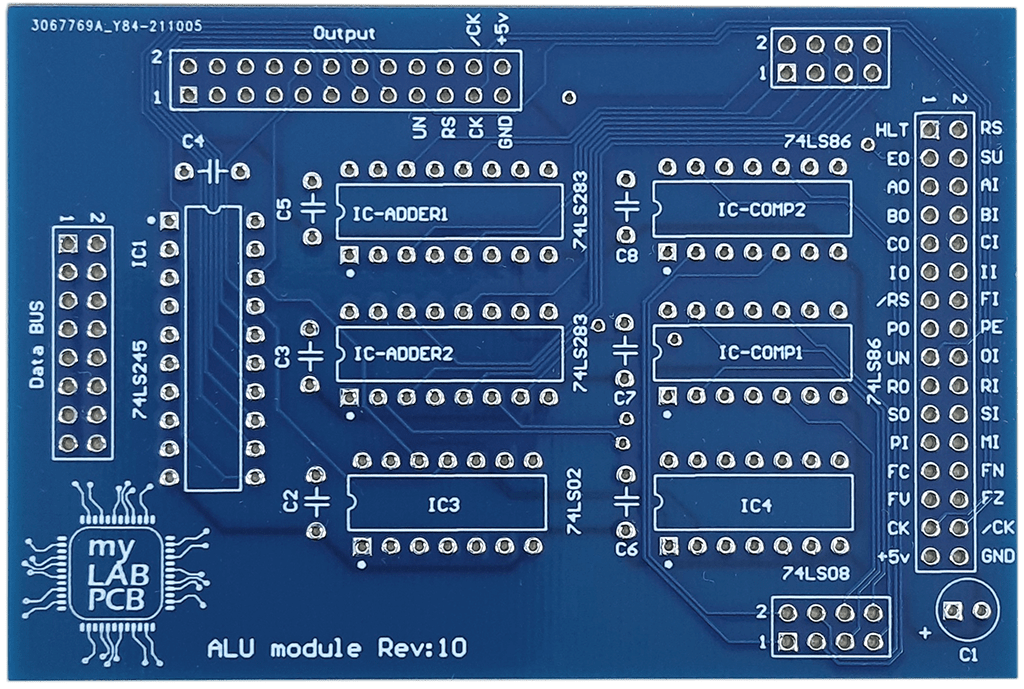 3067769A_Y84-211005
Output
/CK
+5v
2
1
UN
RS
CK
GND
2
1
C4
74LS86
1 2
HLT RS
EO SU
AO AI
BO BI
CO CI
IO II
/RS FI
PO PE
UN OI
RO RI
SO SI
PI MI
FC FN
FV FZ
CK /CK
+5v GND
C5
IC-ADDER1
74LS283
IC-COMP2
C8
1 2
Data BUS
IC1
74LS245
C3
IC-ADDER2
74LS283
IC-COMP1
74LS86
C7
C2
IC3
74LS02
IC4
C6
74LS08
my
LAB
PCB
2
1
+
C1
ALU module Rev:10